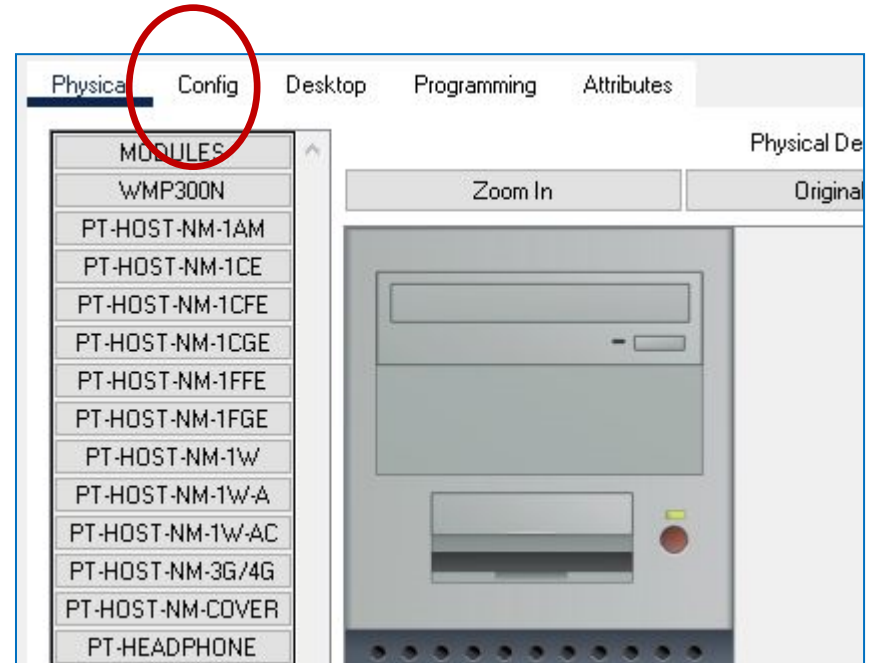 Physical Config Desktop Programming Attributes
MODULES
Physical De
WMP300N
Zoom In
Original
PT-HOST-NM-1AM
PT-HOST-NM-1CE
PT-HOST-NM-1CFE
PT-HOST-NM-1CGE
PT-HOST-NM-1FFE
PT-HOST-NM-1FGE
PT-HOST-NM-1W
PT-HOST-NM-1W-A
PT-HOST-NM-1W-AC
PT-HOST-NM-3G/4G
PT-HOST-NM-COVER
PT-HEADPHONE